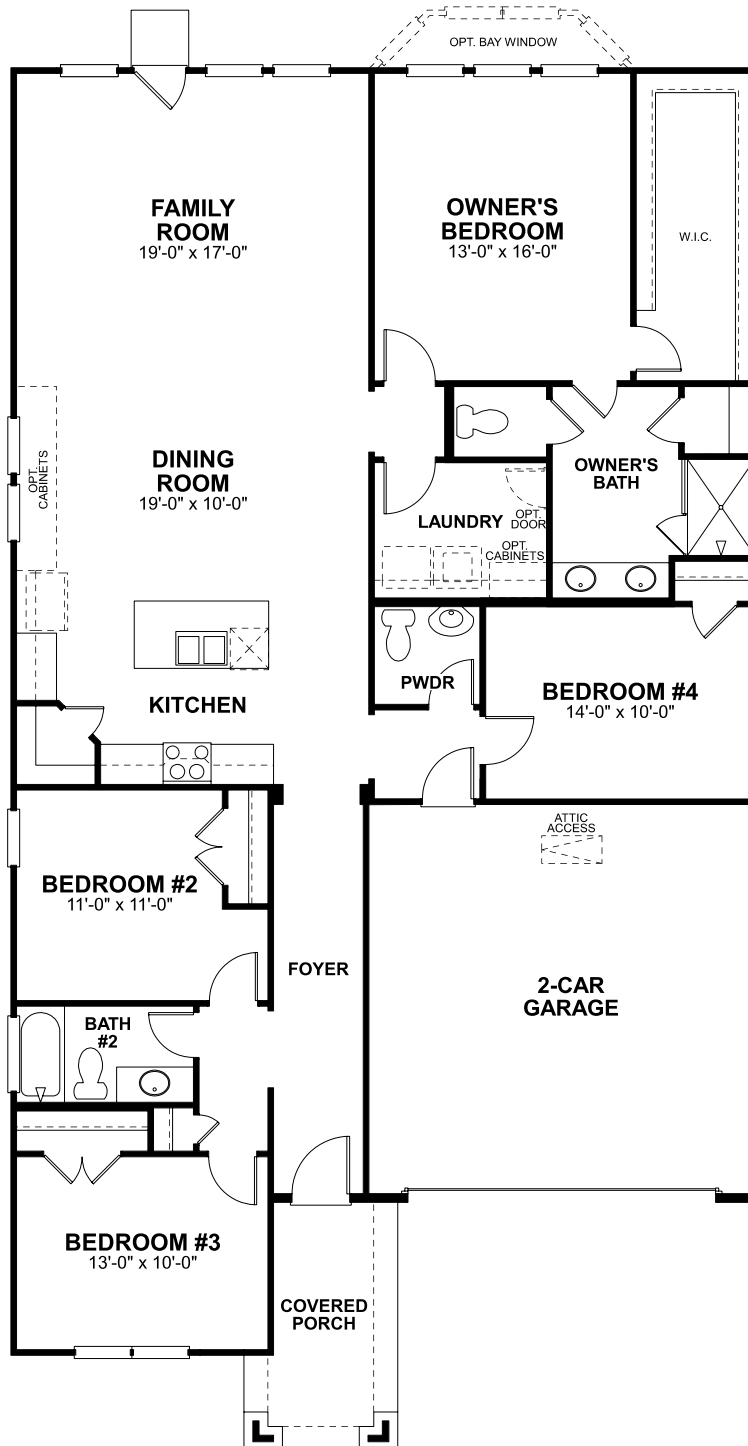 OPT. BAY WINDOW
FAMILY
ROOM
19'-0" x 17'-0"
OWNER'S
BEDROOM
13'-0" x 16'-0"
W.I.C.
OPT.
CABINETS
DINING
ROOM
19'-0" x 10'-0"
OWNER'S
BATH
LAUNDRY
OPT.
DOOR
OPT.
CABINETS
KITCHEN
PWDR
BEDROOM #4
14'-0" x 10'-0"
ATTIC
ACCESS
BEDROOM #2
11'-0" x 11'-0"
FOYER
2-CAR
GARAGE
BATH
#2
BEDROOM #3
13'-0" x 10'-0"
COVERED
PORCH